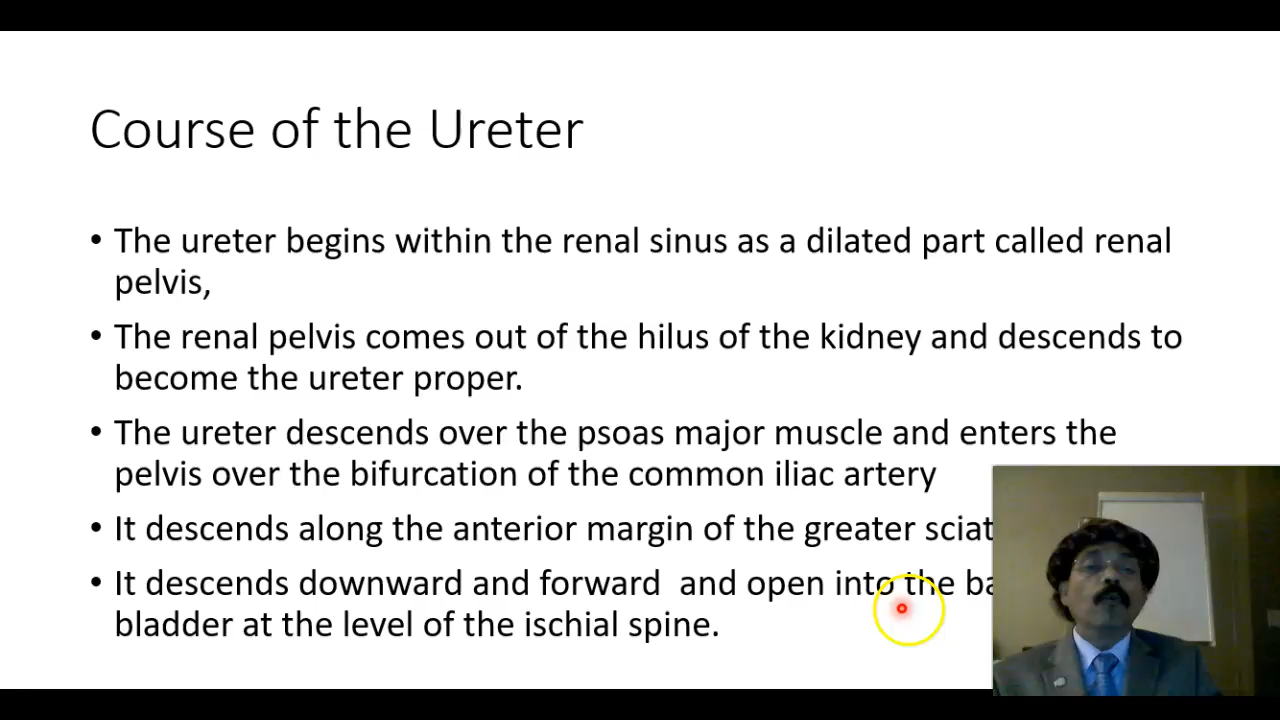 Course of the Ureter
• The ureter begins within the renal sinus as a dilated part called renal
pelvis,
• The renal pelvis comes out of the hilus of the kidney and descends to
become the ureter proper.
• The ureter descends over the psoas major muscle and enters the
pelvis over the bifurcation of the common iliac artery
• It descends along the anterior margin of the greater
• It descends downward and forward and open into the
bladder at the level of the ischial spine.